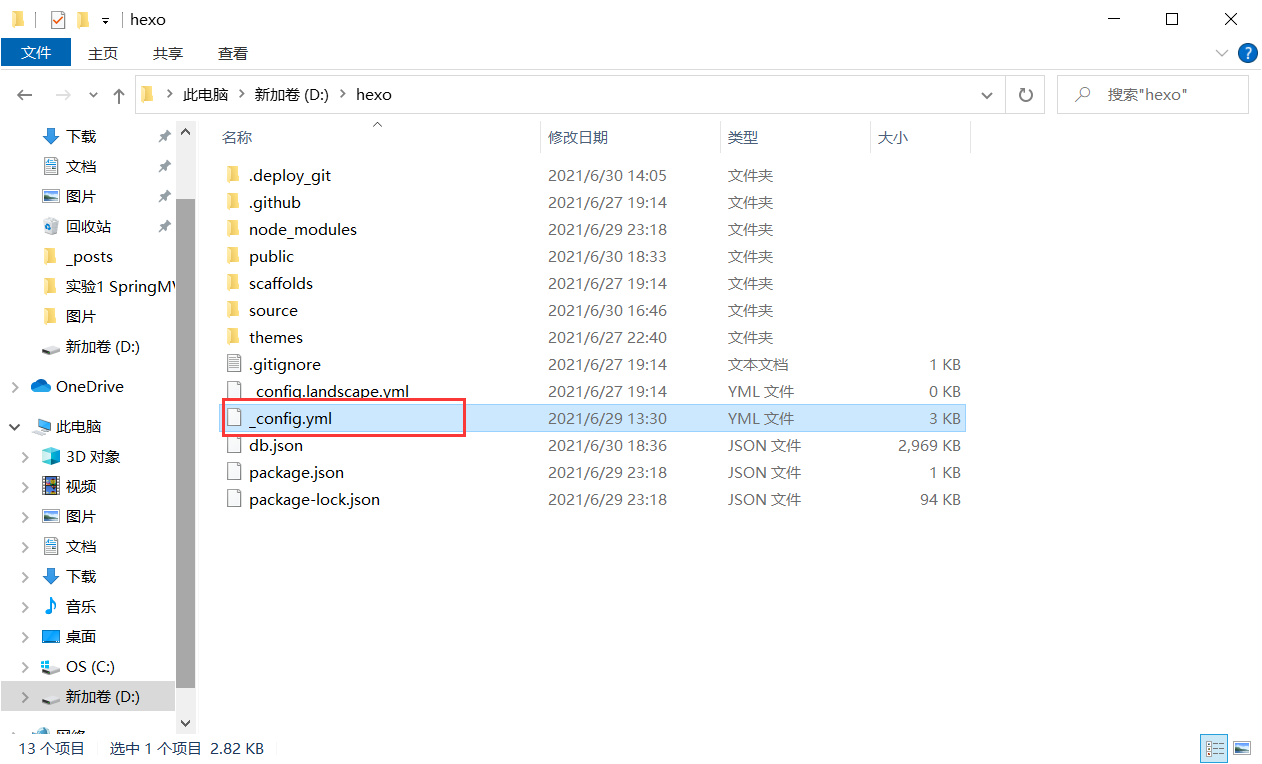 hexo
文件 主页 共享 查看
此电脑 新加卷 (D:) hexo 搜索"hexo"
下载
文档
图片
回收站
_posts
实验1 SpringMV
图片
新加卷 (D:)
OneDrive
此电脑
3D 对象
视频
图片
文档
下载
音乐
桌面
OS (C:)
新加卷 (D:)
网络
名称 修改日期 类型 大小
.deploy_git 2021/6/30 14:05 文件夹
.github 2021/6/27 19:14 文件夹
node_modules 2021/6/29 23:18 文件夹
public 2021/6/30 18:33 文件夹
scaffolds 2021/6/27 19:14 文件夹
source 2021/6/30 16:46 文件夹
themes 2021/6/27 22:40 文件夹
.gitignore 2021/6/27 19:14 文本文档 1 KB
_config.landscape.yml 2021/6/27 19:14 YML 文件 0 KB
_config.yml 2021/6/29 13:30 YML 文件 3 KB
db.json 2021/6/30 18:36 JSON 文件 2,969 KB
package.json 2021/6/29 23:18 JSON 文件 1 KB
package-lock.json 2021/6/29 23:18 JSON 文件 94 KB
13 个项目 选中 1 个项目 2.82 KB